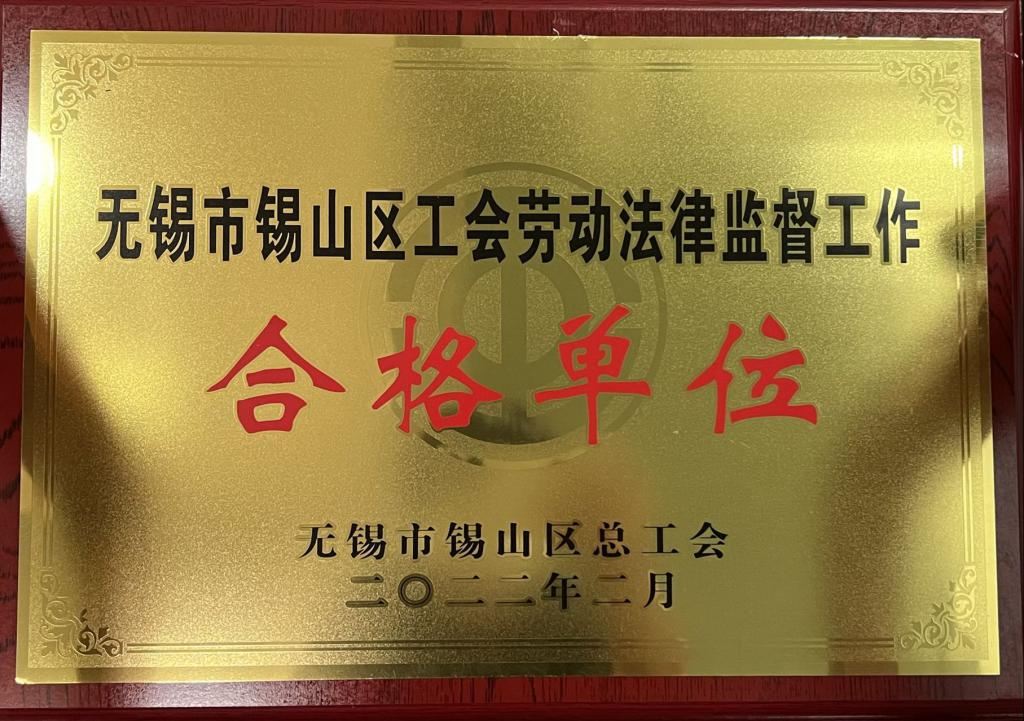 无锡市锡山区工会劳动法律监督工作
合格单位
无锡市锡山区总工会
二〇二二年二月